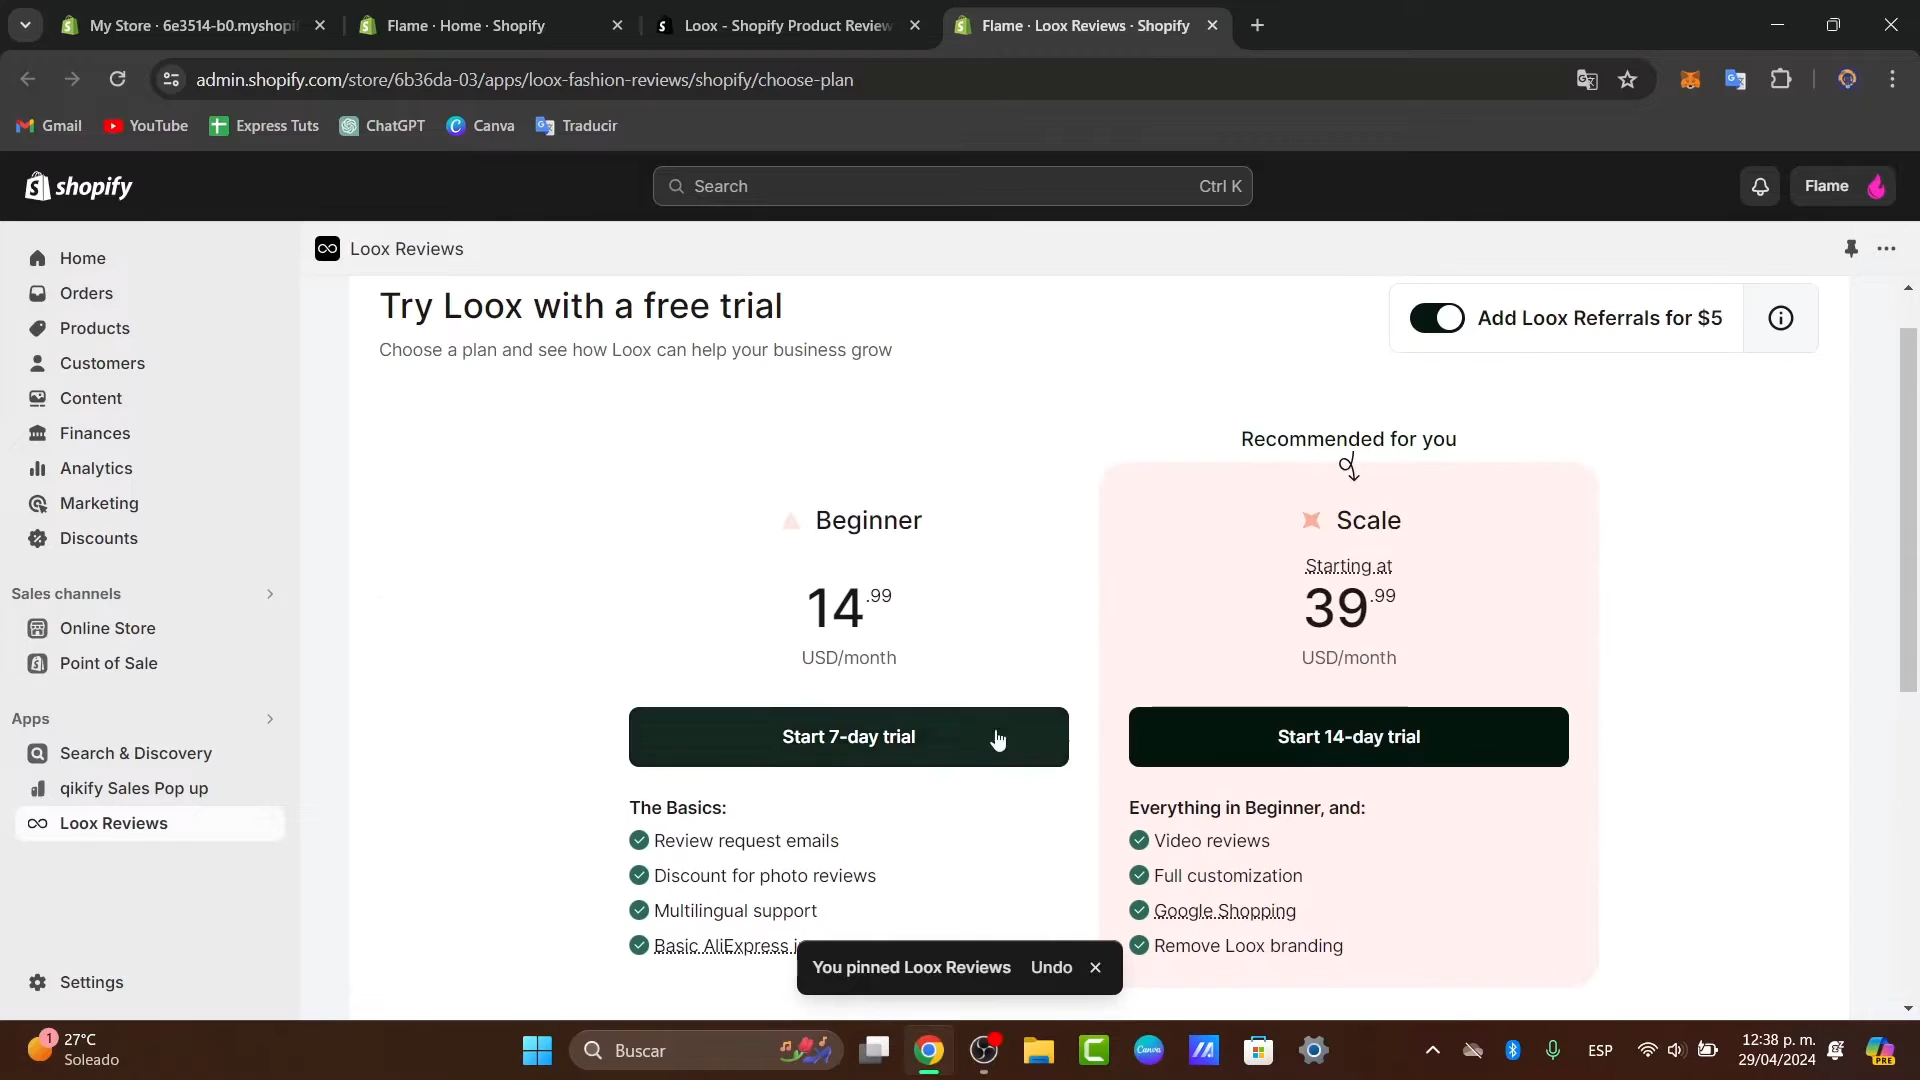 My Store · 6e3514-b0.myshopi
Flame · Home · Shopify
Loox - Shopify Product Review
Flame · Loox Reviews · Shopify
admin.shopify.com/store/6b36da-03/apps/loox-fashion-reviews/shopify/choose-plan
Gmail
YouTube
Express Tuts
ChatGPT
Canva
Traducir
shopify
Search
Ctrl K
Flame
Home
Orders
Products
Customers
Content
Finances
Analytics
Marketing
Discounts
Sales channels
Online Store
Point of Sale
Apps
Search & Discovery
qikify Sales Pop up
Loox Reviews
Settings
Loox Reviews
Try Loox with a free trial
Choose a plan and see how Loox can help your business grow
Add Loox Referrals for $5
Recommended for you
Beginner
14.99
USD/month
Start 7-day trial
The Basics:
Review request emails
Discount for photo reviews
Multilingual support
Basic AliExpress
Scale
Starting at
39.99
USD/month
Start 14-day trial
Everything in Beginner, and:
Video reviews
Full customization
Google Shopping
Remove Loox branding
You pinned Loox Reviews Undo
1
27°C
Soleado
Buscar
Canva
ESP
12:38 p. m.
29/04/2024
PRE